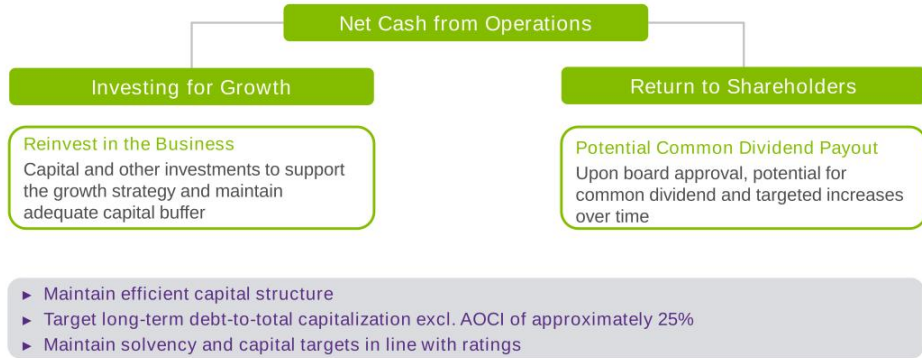 Net Cash from Operations
Investing for Growth
Return to Shareholders
Reinvest in the Business
Capital and other investments to support
the growth strategy and maintain
adequate capital buffer
Potential Common Dividend Payout
Upon board approval, potential for
common dividend and targeted increases
over time
► Maintain efficient capital structure
► Target long-term debt-to-total capitalization excl. AOCI of approximately 25%
► Maintain solvency and capital targets in line with ratings